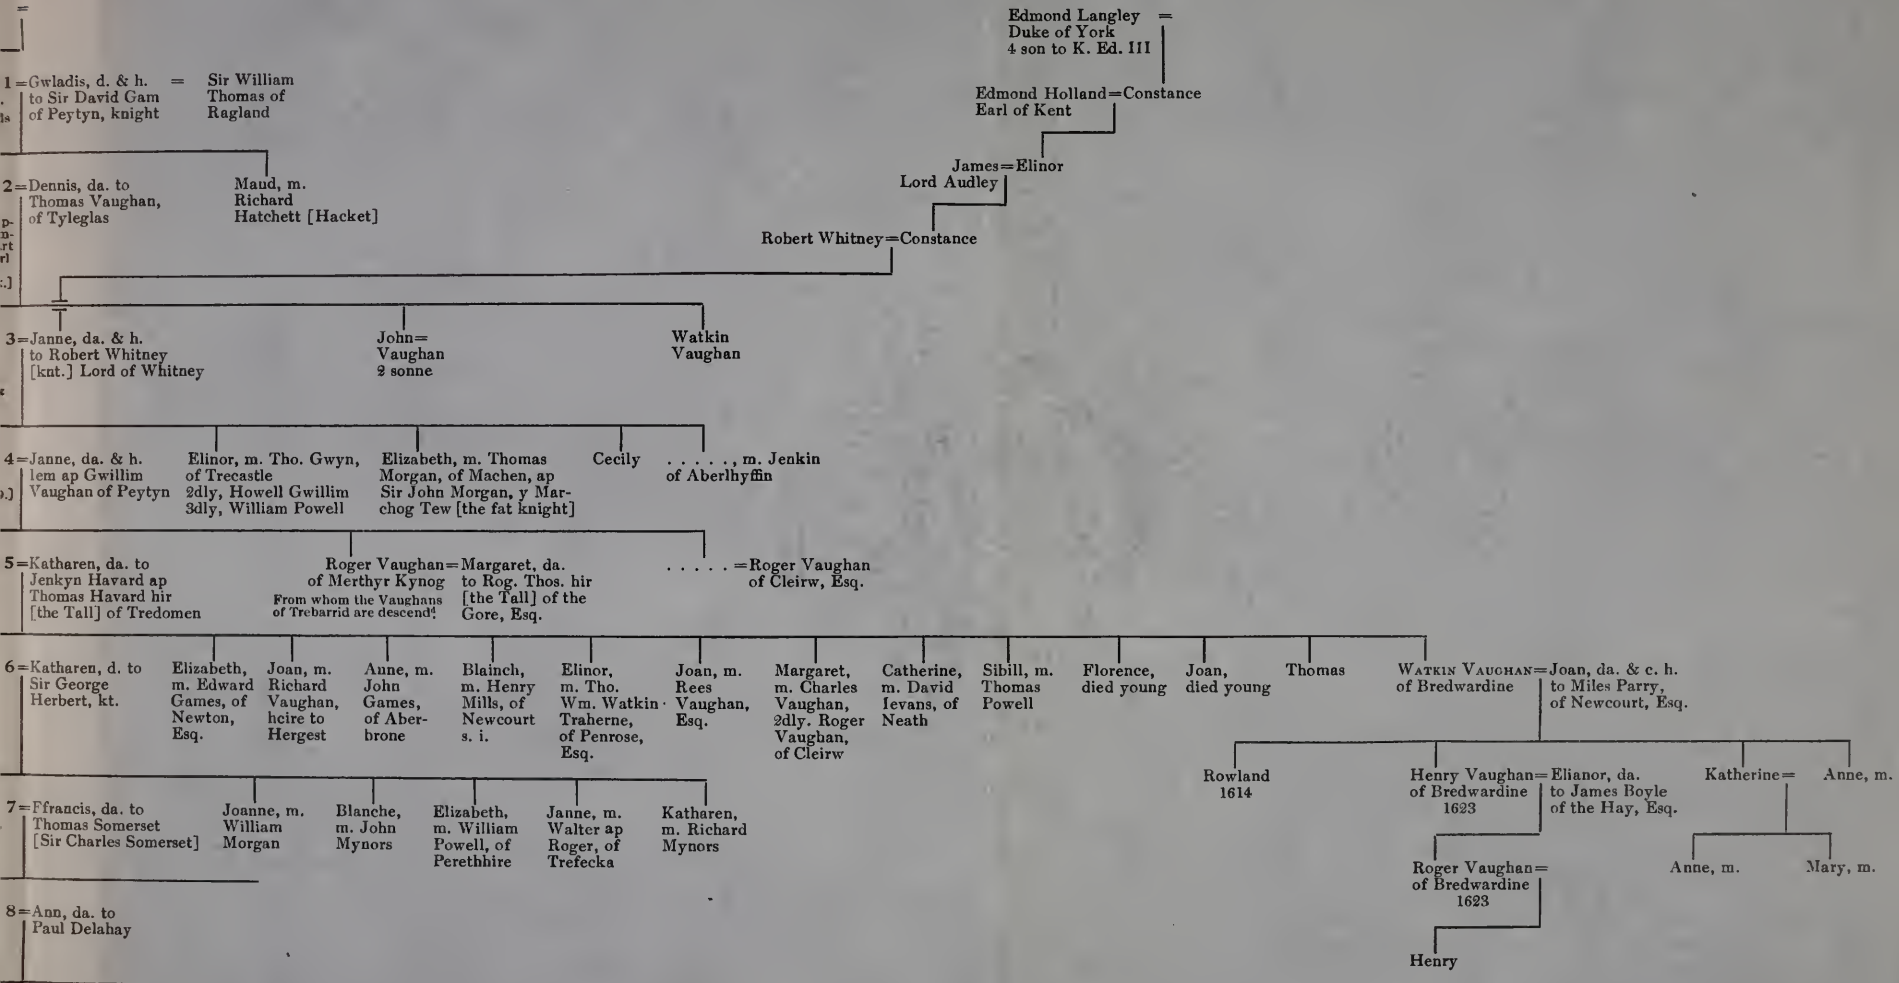 Edmond Langley =
Duke of York
4 son to K. Ed. III
1=Gwladis, d. & h. = Sir William
to Sir David Gam Thomas of
of Peytyn, knight Ragland
Edmond Holland=Constance
Earl of Kent
James=Elinor
Lord Audley
2=Dennis, da. to
Thomas Vaughan,
of Tyleglas
Maud, m.
Richard
Hatchett [Hacket]
Robert Whitney=Constance
3=Janne, da. & h.
to Robert Whitney
[knt.] Lord of Whitney
John=
Vaughan
2 sonne
Watkin
Vaughan
4=Janne, da. & h.
lem ap Gwillim
Vaughan of Peytyn
Elinor, m. Tho. Gwyn,
of Trecastle
2dly, Howell Gwillim
3dly, William Powell
Elizabeth, m. Thomas
Morgan, of Machen, ap
Sir John Morgan, y Mar-
chog Tew [the fat knight]
Cecily
. . . . ., m. Jenkin
of Aberlhyffin
5=Katharen, da. to
Jenkyn Havard ap
Thomas Havard hir
[the Tall] of Tredomen
Roger Vaughan=Margaret, da.
of Merthyr Kynog to Rog. Thos. hir
From whom the Vaughans [the Tall] of the
of Trebarrid are descendd. Gore, Esq.
. . . . . =Roger Vaughan
of Cleirw, Esq.
6=Katharen, d. to
Sir George
Herbert, kt.
Elizabeth,
m. Edward
Games, of
Newton,
Esq.
Joan, m.
Richard
Vaughan,
heire to
Hergest
Anne, m.
John
Games,
of Aber-
brone
Blainch,
m. Henry
Mills, of
Newcourt
s. i.
Elinor,
m. Tho.
Wm. Watkin
Traherne,
of Penrose,
Esq.
Joan, m.
Rees
Vaughan,
Esq.
Margaret,
m. Charles
Vaughan,
2dly. Roger
Vaughan,
of Cleirw
Catherine,
m. David
Ievans, of
Neath
Sibill, m.
Thomas
Powell
Florence,
died young
Joan,
died young
Thomas
WATKIN VAUGHAN=Joan, da. & c. h.
of Bredwardine to Miles Parry,
of Newcourt, Esq.
Rowland
1614
Henry Vaughan=Elianor, da.
of Bredwardine to James Boyle
1623 of the Hay, Esq.
Katherine=
Anne, m.
7=Ffrancis, da. to
Thomas Somerset
[Sir Charles Somerset]
Joanne, m.
William
Morgan
Blanche,
m. John
Mynors
Elizabeth,
m. William
Powell, of
Perethhire
Janne, m.
Walter ap
Roger, of
Trefecka
Katharen,
m. Richard
Mynors
Roger Vaughan=
of Bredwardine
1623
Anne, m.
Mary, m.
8=Ann, da. to
Paul Delahay
Henry